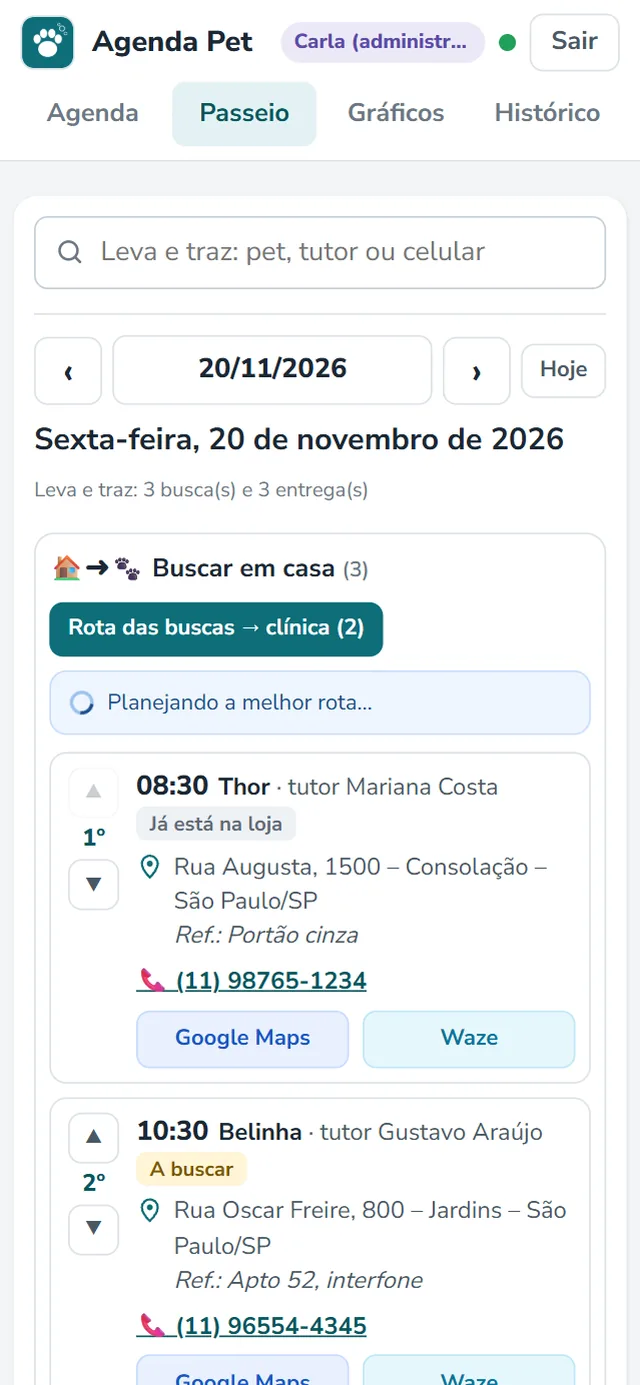 Agenda Pet
Carla (administr...
Sair
Agenda
Passeio
Gráficos
Histórico
Leva e traz: pet, tutor ou celular
‹
20/11/2026
›
Hoje
Sexta-feira, 20 de novembro de 2026
Leva e traz: 3 busca(s) e 3 entrega(s)
Buscar em casa (3)
Rota das buscas → clínica (2)
Planejando a melhor rota...
▲
1º
▼
08:30 Thor · tutor Mariana Costa
Já está na loja
Rua Augusta, 1500 – Consolação –
São Paulo/SP
Ref.: Portão cinza
(11) 98765-1234
Google Maps
Waze
▲
2º
▼
10:30 Belinha · tutor Gustavo Araújo
A buscar
Rua Oscar Freire, 800 – Jardins – São
Paulo/SP
Ref.: Apto 52, interfone
(11) 96554-4345
Google Maps
Waze